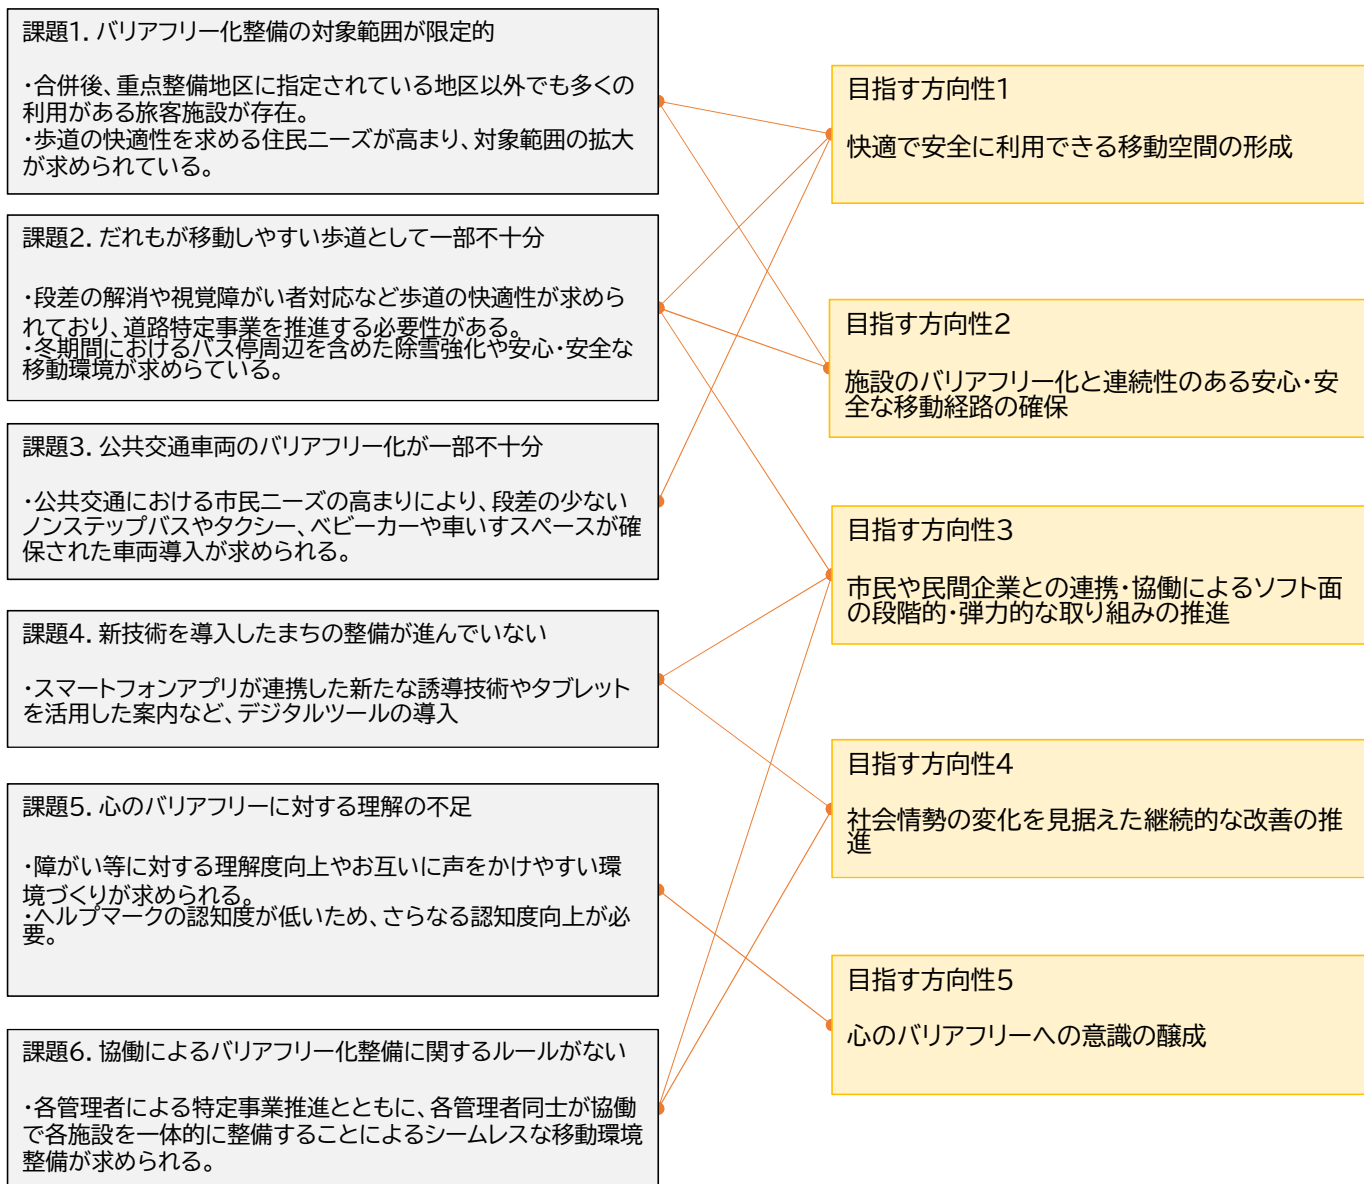 課題1. バリアフリー化整備の対象範囲が限定的
・合併後、重点整備地区に指定されている地区以外でも多くの
利用がある旅客施設が存在。
・歩道の快適性を求める住民ニーズが高まり、対象範囲の拡大
が求められている。
課題2. だれもが移動しやすい歩道として一部不十分
・段差の解消や視覚障がい者対応など歩道の快適性が求めら
れており、道路特定事業を推進する必要性がある。
・冬期間におけるバス停周辺を含めた除雪強化や安心・安全な
移動環境が求めらている。
課題3. 公共交通車両のバリアフリー化が一部不十分
・公共交通における市民ニーズの高まりにより、段差の少ない
ノンステップバスやタクシー、ベビーカーや車いすスペースが確
保された車両導入が求められる。
課題4. 新技術を導入したまちの整備が進んでいない
・スマートフォンアプリが連携した新たな誘導技術やタブレット
を活用した案内など、デジタルツールの導入
課題5. 心のバリアフリーに対する理解の不足
・障がい等に対する理解度向上やお互いに声をかけやすい環
境づくりが求められる。
・ヘルプマークの認知度が低いため、さらなる認知度向上が必
要。
課題6. 協働によるバリアフリー化整備に関するルールがない
・各管理者による特定事業推進とともに、各管理者同士が協働
で各施設を一体的に整備することによるシームレスな移動環境
整備が求められる。
目指す方向性1
快適で安全に利用できる移動空間の形成
目指す方向性2
施設のバリアフリー化と連続性のある安心・安
全な移動経路の確保
目指す方向性3
市民や民間企業との連携・協働によるソフト面
の段階的・弾力的な取り組みの推進
目指す方向性4
社会情勢の変化を見据えた継続的な改善の推
進
目指す方向性5
心のバリアフリーへの意識の醸成